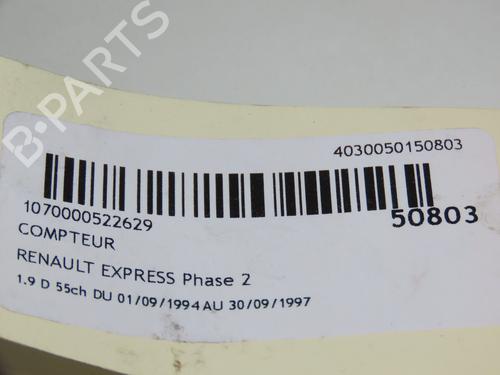 B-PARTS
4030050150803
1070000522629
50803
COMPTEUR
RENAULT EXPRESS Phase 2
1.9 D 55ch DU 01/09/1994 AU 30/09/1997